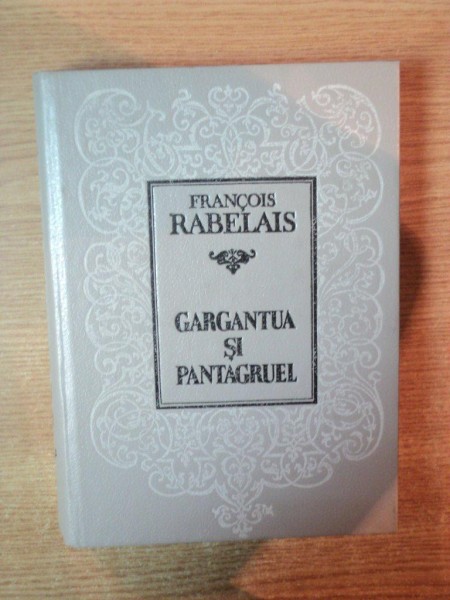 FRANÇOIS
RABELAIS
GARGANTUA
ȘI
PANTAGRUEL